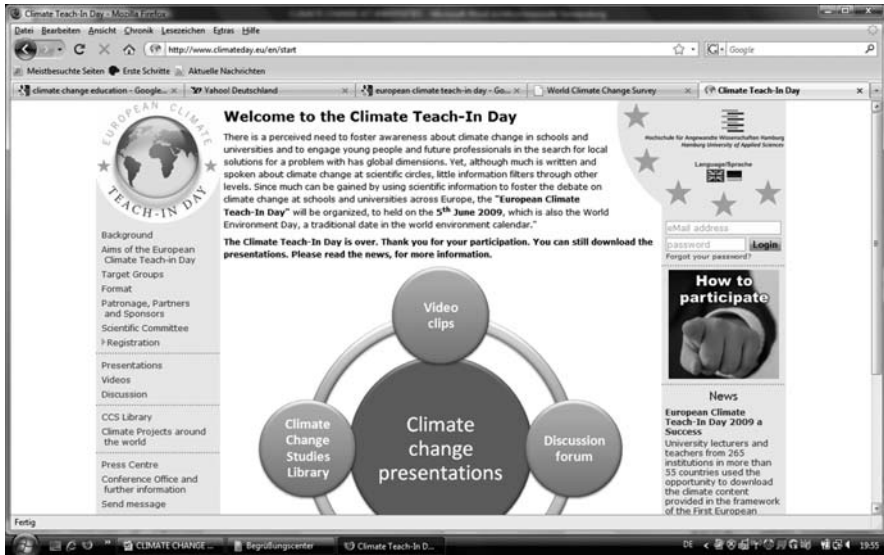 Climate Teach-In Day - Mozilla Firefox
Datei Bearbeiten Ansicht Chronik Lesezeichen Extras Hilfe
http://www.climateday.eu/en/start
Google
Meistbesuchte Seiten Erste Schritte Aktuelle Nachrichten
climate change education - Google...
Yahoo! Deutschland
european climate teach-in day - Go...
World Climate Change Survey
Climate Teach-In Day
EUROPEAN CLIMATE
TEACH-IN DAY
Background
Aims of the European
Climate Teach-in Day
Target Groups
Format
Patronage, Partners
and Sponsors
Scientific Committee
Registration
Presentations
Videos
Discussion
CCS Library
Climate Projects around
the world
Press Centre
Conference Office and
further information
Send message
Welcome to the Climate Teach-In Day
There is a perceived need to foster awareness about climate change in schools and
universities and to engage young people and future professionals in the search for local
solutions for a problem with has global dimensions. Yet, although much is written and
spoken about climate change at scientific circles, little information filters through other
levels. Since much can be gained by using scientific information to foster the debate on
climate change at schools and universities across Europe, the "European Climate
Teach-In Day" will be organized, to held on the 5th June 2009, which is also the World
Environment Day, a traditional date in the world environment calendar."
The Climate Teach-In Day is over. Thank you for your participation. You can still download the
presentations. Please read the news, for more information.
Video
clips
Climate
Change
Studies
Library
Climate
change
presentations
Discussion
forum
Hochschule für Angewandte Wissenschaften Hamburg
Hamburg University of Applied Sciences
Language/Sprache
eMail address
password
Login
Forgot your password?
How to
participate
News
European Climate
Teach-In Day 2009 a
Success
University lecturers and
teachers from 265
institutions in more than
55 countries used the
opportunity to download
the climate content
provided in the framework
of the First European
Fertig
CLIMATE CHANGE ...
Begrüßungscenter
Climate Teach-In D...
DE
19:55